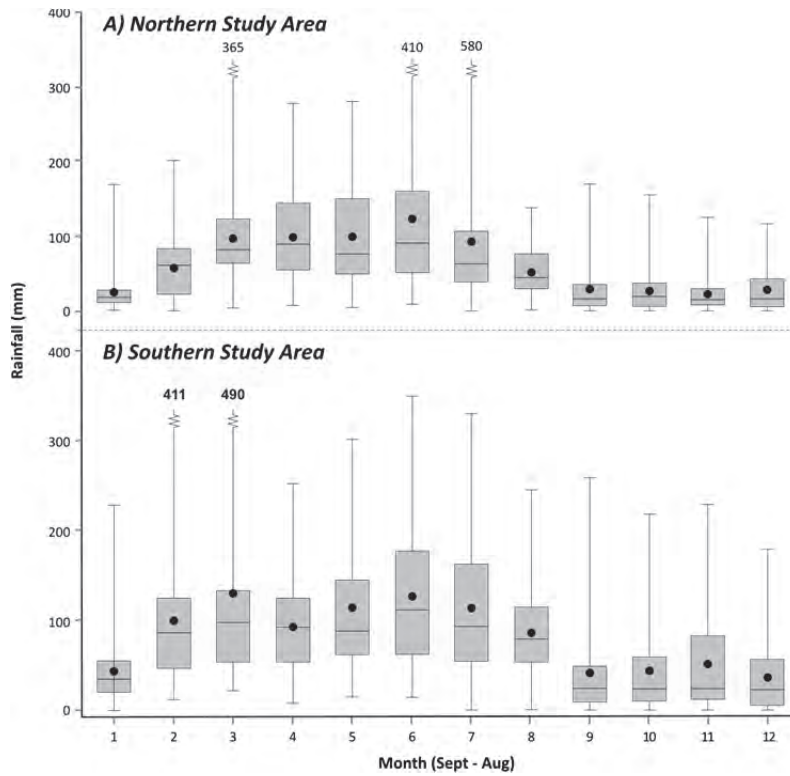 400
A) Northern Study Area
365 410 580
300
200
100
0
Rainfall (mm)
B) Southern Study Area
400
411 490
300
200
100
0
1 2 3 4 5 6 7 8 9 10 11 12
Month (Sept - Aug)